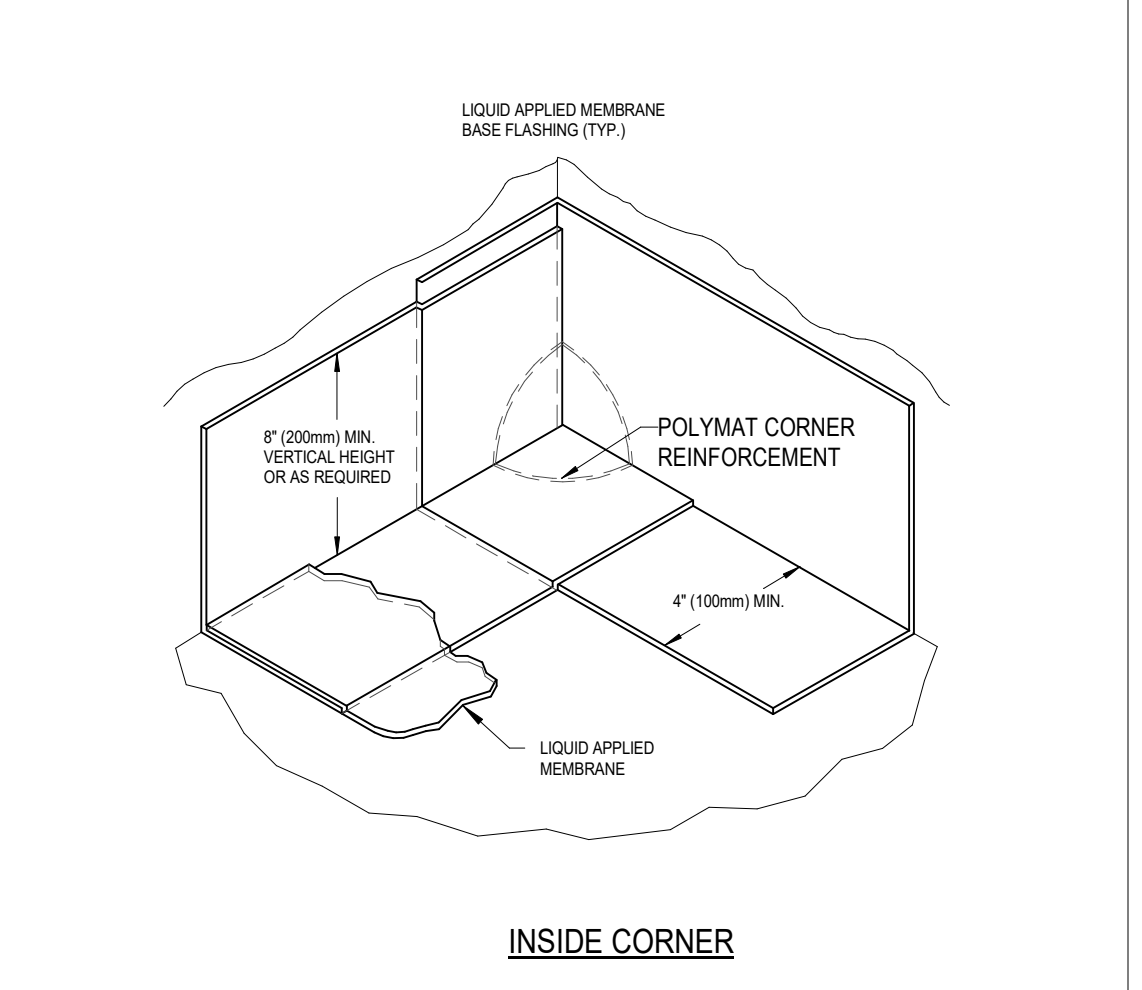 LIQUID APPLIED MEMBRANE
BASE FLASHING (TYP.)
8" (200mm) MIN.
VERTICAL HEIGHT
OR AS REQUIRED
POLYMAT CORNER
REINFORCEMENT
4" (100mm) MIN.
LIQUID APPLIED
MEMBRANE
INSIDE CORNER